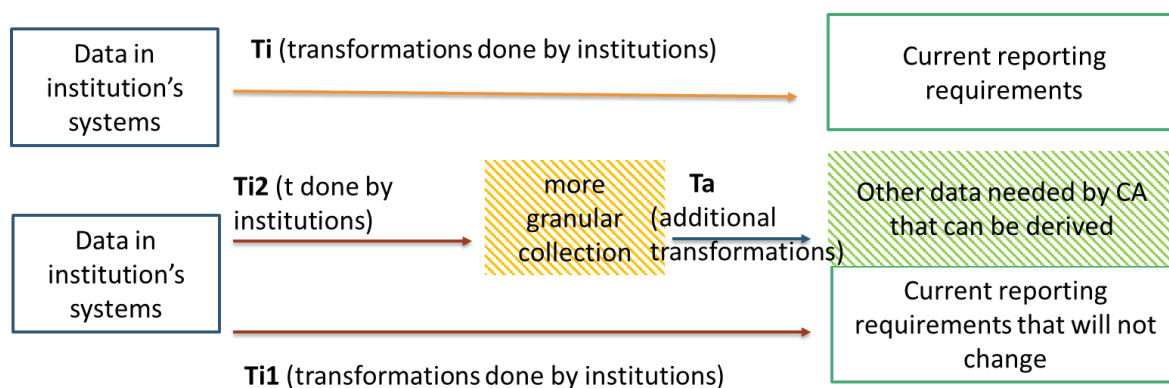 Data in
institution's
systems
Ti (transformations done by institutions)
Current reporting
requirements
Ti2 (t done by
institutions)
more
granular
collection
Ta
(additional
transformations)
Other data needed by CA
that can be derived
Data in
institution's
systems
Current reporting
requirements that will not
change
Ti1 (transformations done by institutions)